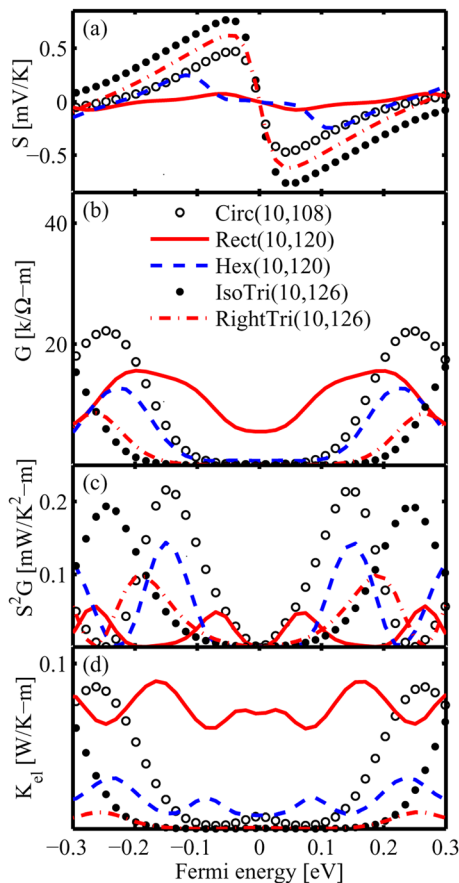 (a)
0.5
0
−0.5
S [mV/K]
(b)
40
20
G [k/Ω−m]
Circ(10,108)
Rect(10,120)
Hex(10,120)
IsoTri(10,126)
RightTri(10,126)
(c)
0.2
0.1
S²G [mW/K²−m]
(d)
0.1
0
K_el [W/K−m]
−0.3 −0.2 −0.1 0 0.1 0.2 0.3
Fermi energy [eV]